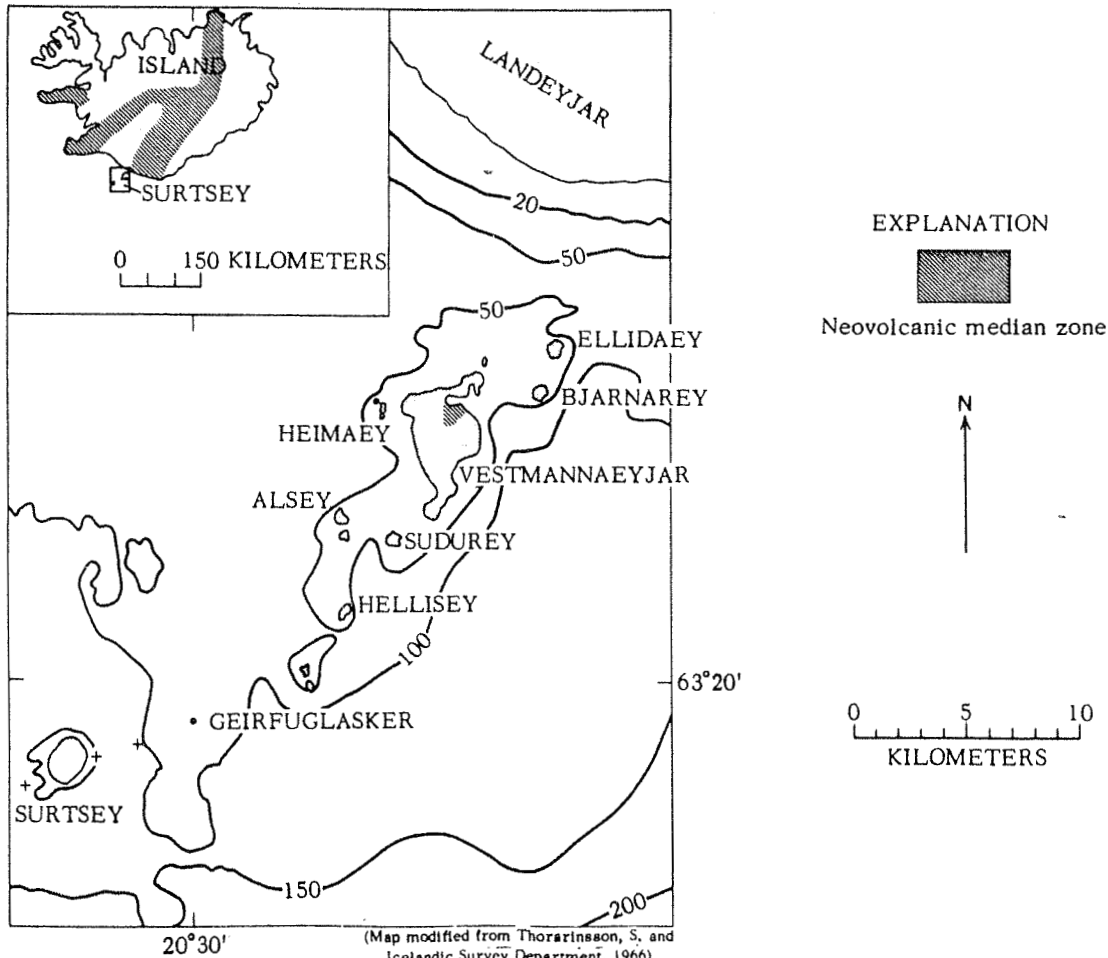 ISLAND
SURTSEY
0 150 KILOMETERS
LANDEYJAR
20
50
50
ELLIDAEY
BJARNAREY
HEIMAEY
VESTMANNAEYJAR
ALSEY
SUDUREY
HELLISEY
100
63°20'
GEIRFUGLASKER
SURTSEY
150
200
20°30'
(Map modified from Thorarinsson, S. and
Icelandic Survey Department, 1966)
EXPLANATION
Neovolcanic median zone
N
0 5 10
KILOMETERS